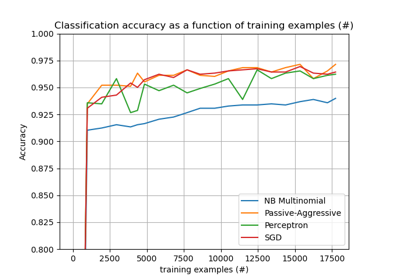 Classification accuracy as a function of training examples (#)
1.000
0.975
0.950
0.925
0.900
0.875
0.850
0.825
0.800
Accuracy
NB Multinomial
Passive-Aggressive
Perceptron
SGD
0 2500 5000 7500 10000 12500 15000 17500
training examples (#)